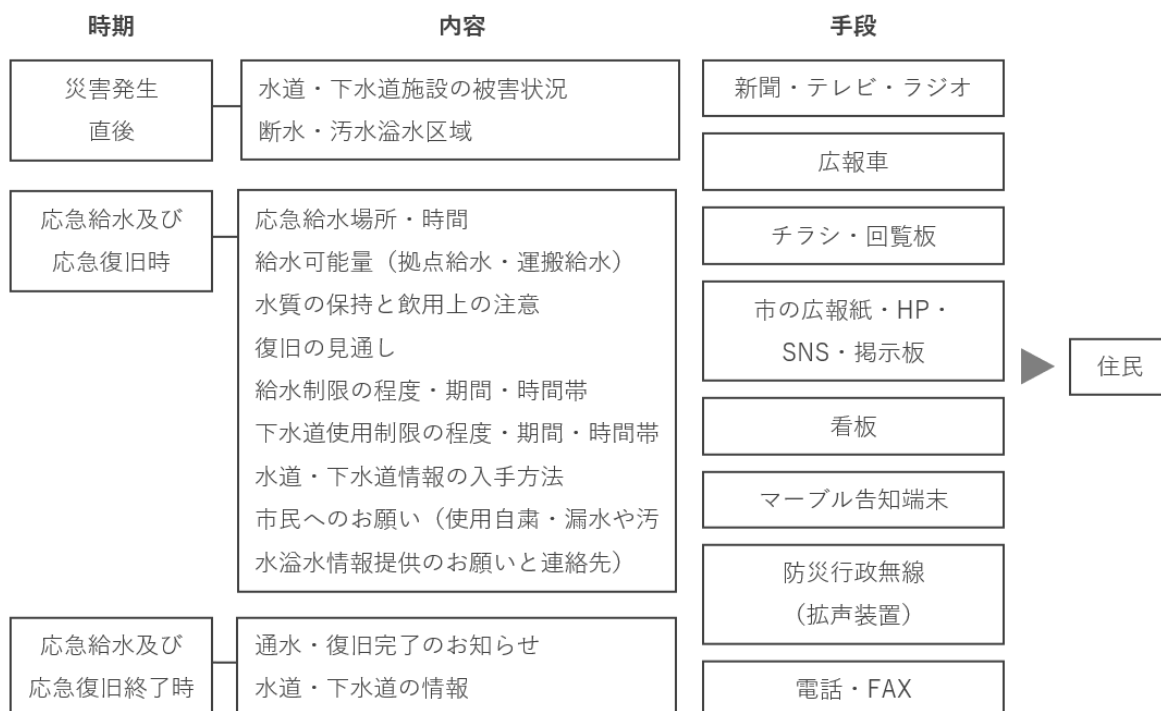 時期
災害発生
直後
応急給水及び
応急復旧時
応急給水及び
応急復旧終了時
内容
水道・下水道施設の被害状況
断水・汚水溢水区域
応急給水場所・時間
給水可能量（拠点給水・運搬給水）
水質の保持と飲用上の注意
復旧の見通し
給水制限の程度・期間・時間帯
下水道使用制限の程度・期間・時間帯
水道・下水道情報の入手方法
市民へのお願い（使用自粛・漏水や汚
水溢水情報提供のお願いと連絡先）
通水・復旧完了のお知らせ
水道・下水道の情報
手段
新聞・テレビ・ラジオ
広報車
チラシ・回覧板
市の広報紙・HP・
SNS・掲示板
看板
マーブル告知端末
防災行政無線
（拡声装置）
電話・FAX
住民